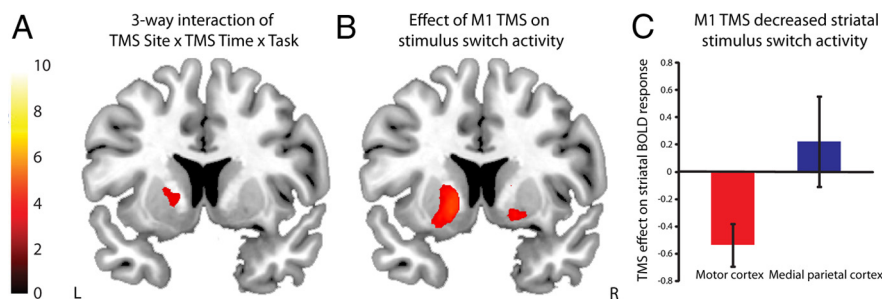 A
3-way interaction of
TMS Site x TMS Time x Task
B
Effect of M1 TMS on
stimulus switch activity
C
M1 TMS decreased striatal
stimulus switch activity
10
8
6
4
2
0
L
R
TMS effect on striatal BOLD response
0.8
0.6
0.4
0.2
0
-0.2
-0.4
-0.6
-0.8
Motor cortex
Medial parietal cortex